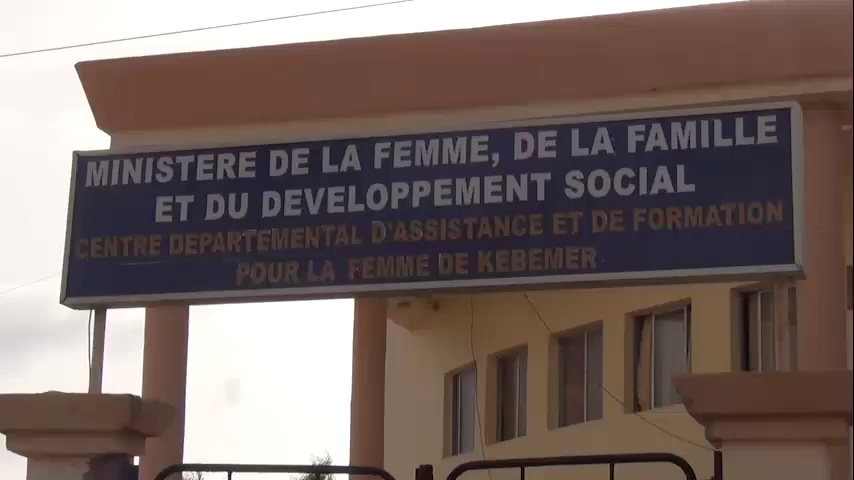 MINISTERE DE LA FEMME, DE LA FAMILLE
ET DU DEVELOPPEMENT SOCIAL
CENTRE DEPARTEMENTAL D'ASSISTANCE ET DE FORMATION
POUR LA FEMME DE KEBEMER